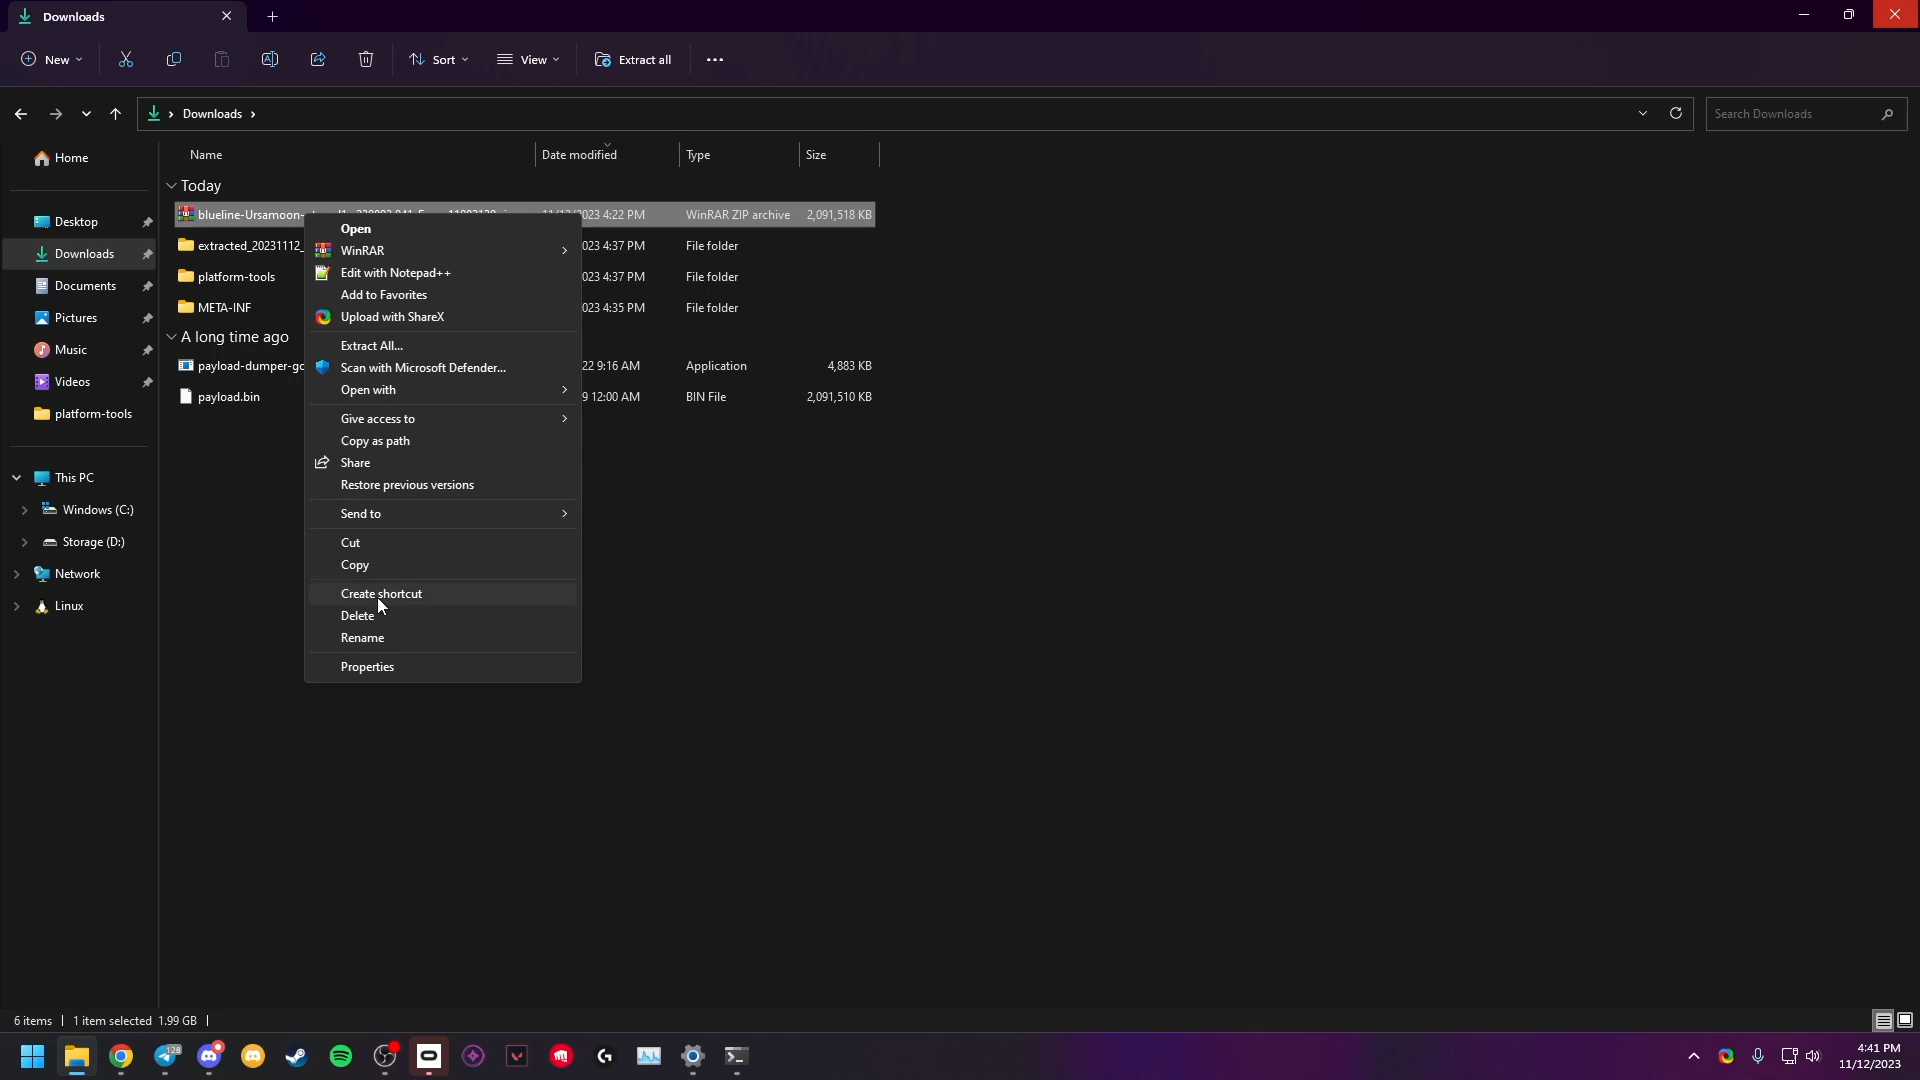 Downloads
New
Sort
View
Extract all
Downloads
Search Downloads
Name
Date modified
Type
Size
Today
blueline-Ursamoon-
023 4:22 PM
WinRAR ZIP archive
2,091,518 KB
extracted_20231112_
023 4:37 PM
File folder
platform-tools
023 4:37 PM
File folder
META-INF
023 4:35 PM
File folder
A long time ago
payload-dumper-go
22 9:16 AM
Application
4,883 KB
payload.bin
9 12:00 AM
BIN File
2,091,510 KB
Home
Desktop
Downloads
Documents
Pictures
Music
Videos
platform-tools
This PC
Windows (C:)
Storage (D:)
Network
Linux
Open
WinRAR
Edit with Notepad++
Add to Favorites
Upload with ShareX
Extract All...
Scan with Microsoft Defender...
Open with
Give access to
Copy as path
Share
Restore previous versions
Send to
Cut
Copy
Create shortcut
Delete
Rename
Properties
6 items
1 item selected 1.99 GB
128
4:41 PM
11/12/2023